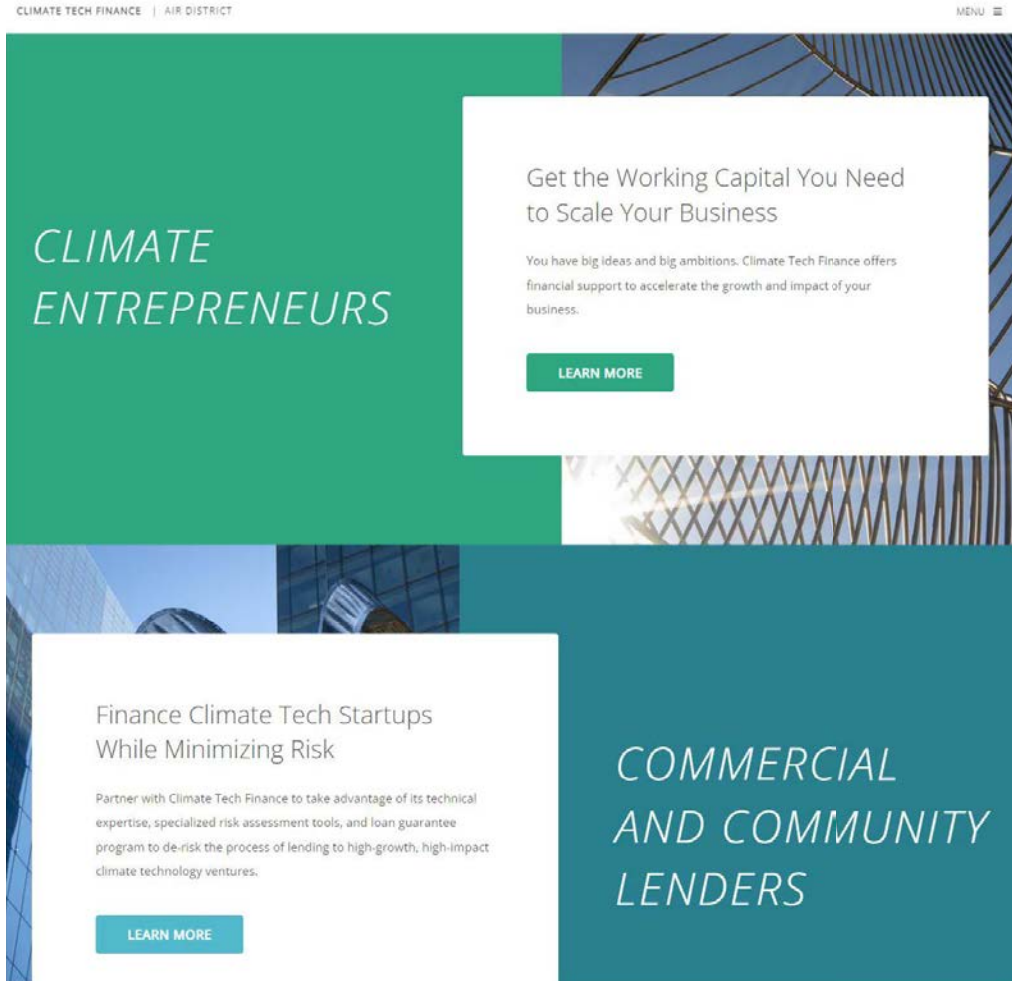 CLIMATE TECH FINANCE | AIR DISTRICT
MENU
CLIMATE
ENTREPRENEURS
Get the Working Capital You Need
to Scale Your Business
You have big ideas and big ambitions. Climate Tech Finance offers
financial support to accelerate the growth and impact of your
business.
LEARN MORE
Finance Climate Tech Startups
While Minimizing Risk
Partner with Climate Tech Finance to take advantage of its technical
expertise, specialized risk assessment tools, and loan guarantee
program to de-risk the process of lending to high-growth, high-impact
climate technology ventures.
LEARN MORE
COMMERCIAL
AND COMMUNITY
LENDERS